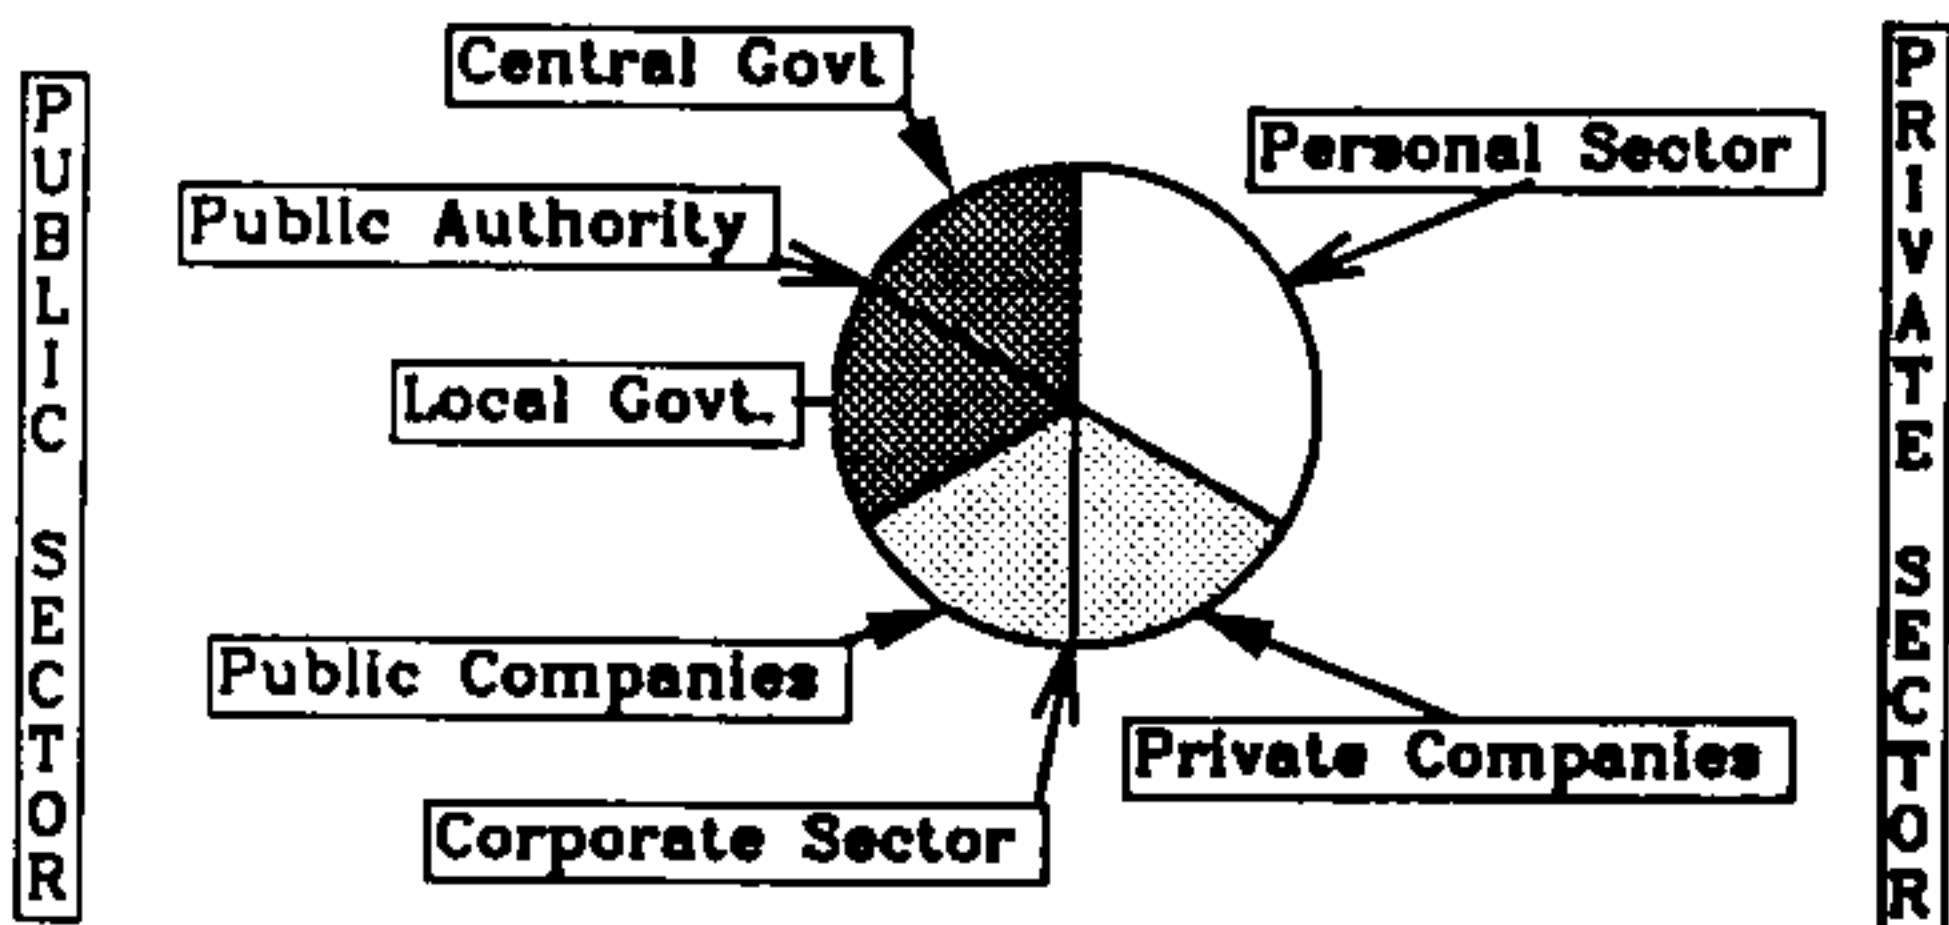 PUBLIC SECTOR
Central Govt
Public Authority
Local Govt.
Public Companies
Corporate Sector
Personal Sector
Private Companies
PRIVATE SECTOR